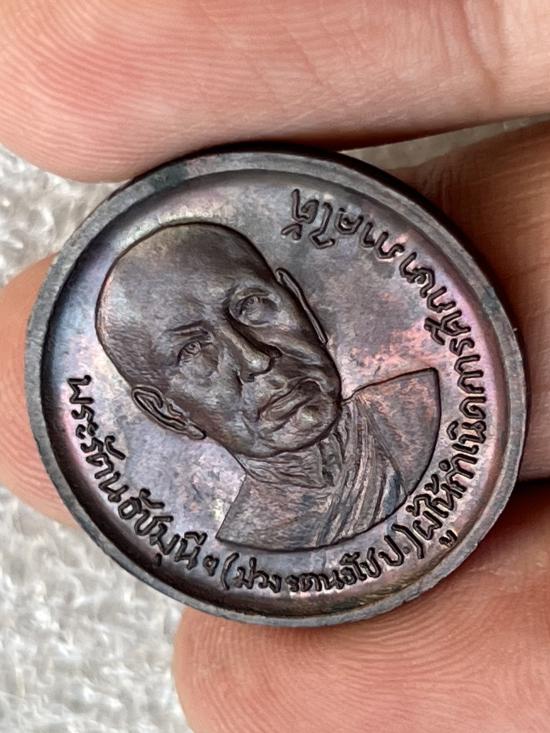 พระรัตนธัชมุนี ฯ (ม่วง รตนธัช ป.) ผู้ให้กำเนิดการศึกษาภาคใต้